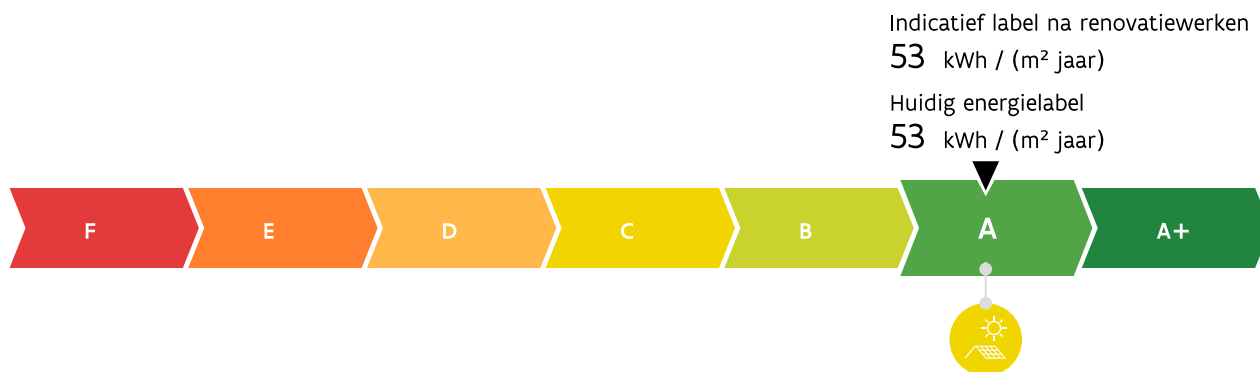 Indicatief label na renovatiewerken
53 kWh / (m² jaar)
Huidig energielabel
53 kWh / (m² jaar)
F E D C B A A+